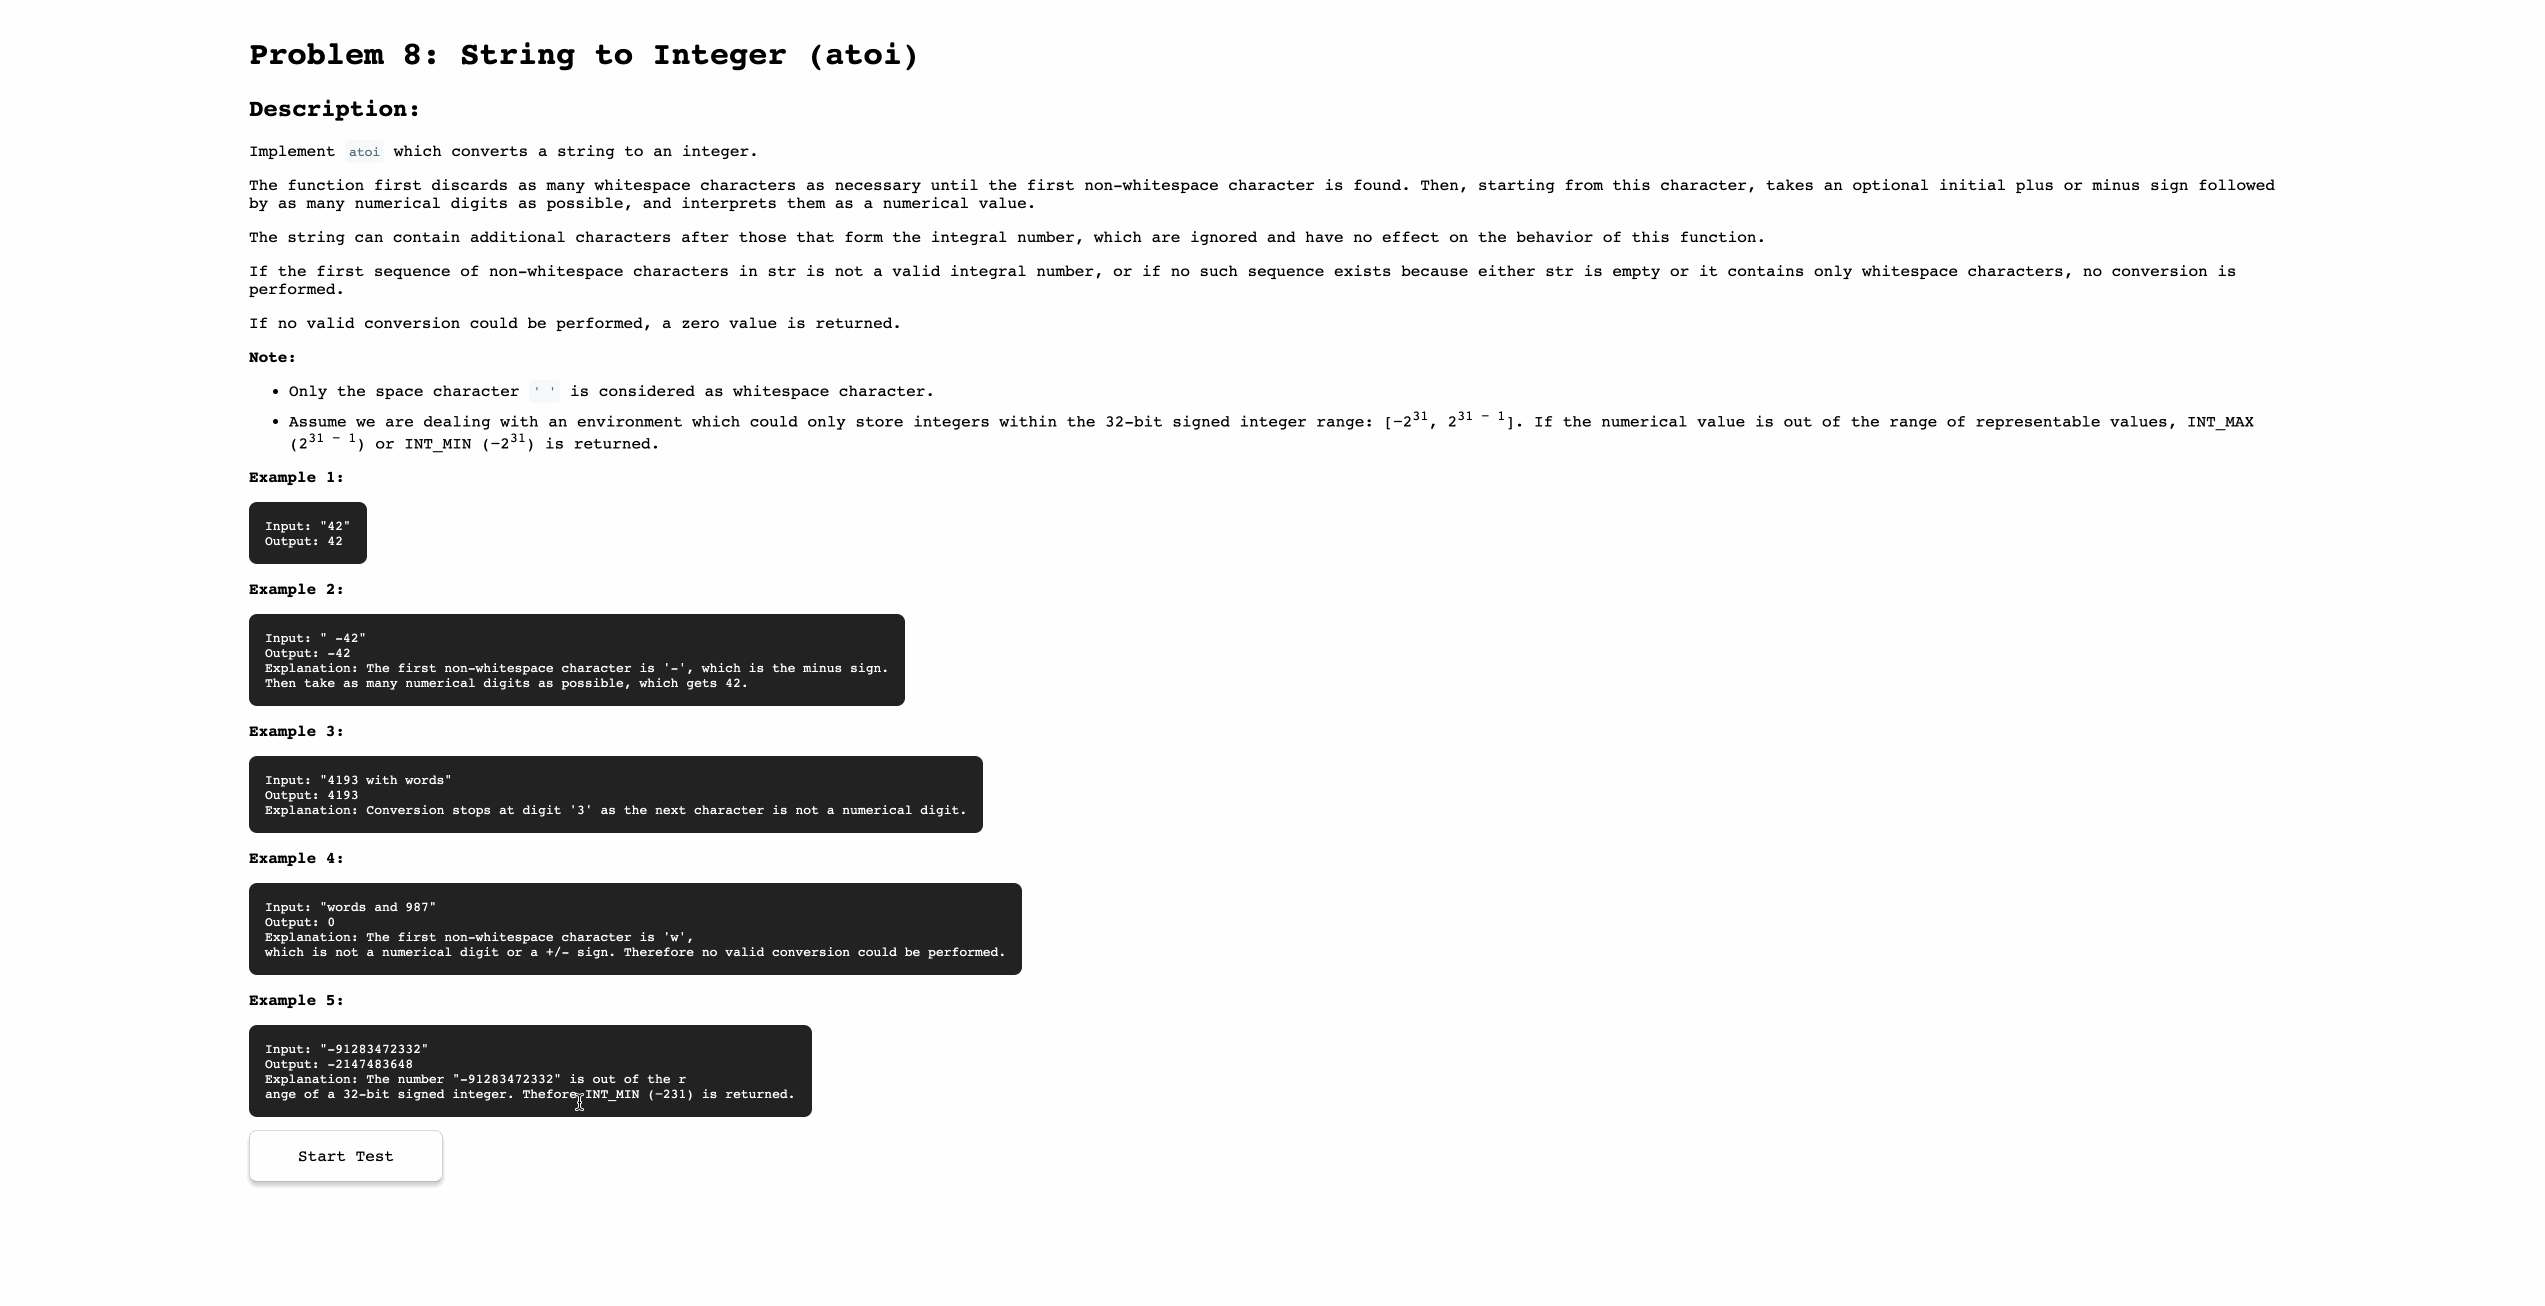 Problem 8: String to Integer (atoi)
Description:
Implement atoi which converts a string to an integer.
The function first discards as many whitespace characters as necessary until the first non-whitespace character is found. Then, starting from this character, takes an optional initial plus or minus sign followed
by as many numerical digits as possible, and interprets them as a numerical value.
The string can contain additional characters after those that form the integral number, which are ignored and have no effect on the behavior of this function.
If the first sequence of non-whitespace characters in str is not a valid integral number, or if no such sequence exists because either str is empty or it contains only whitespace characters, no conversion is
performed.
If no valid conversion could be performed, a zero value is returned.
Note:
• Only the space character ' ' is considered as whitespace character.
• Assume we are dealing with an environment which could only store integers within the 32-bit signed integer range: [−2^31, 2^31 − 1]. If the numerical value is out of the range of representable values, INT_MAX
(2^31 − 1) or INT_MIN (−2^31) is returned.
Example 1:
Input: "42"
Output: 42
Example 2:
Input: " -42"
Output: -42
Explanation: The first non-whitespace character is '-', which is the minus sign.
Then take as many numerical digits as possible, which gets 42.
Example 3:
Input: "4193 with words"
Output: 4193
Explanation: Conversion stops at digit '3' as the next character is not a numerical digit.
Example 4:
Input: "words and 987"
Output: 0
Explanation: The first non-whitespace character is 'w',
which is not a numerical digit or a +/- sign. Therefore no valid conversion could be performed.
Example 5:
Input: "-91283472332"
Output: -2147483648
Explanation: The number "-91283472332" is out of the r
ange of a 32-bit signed integer. Thefore INT_MIN (−231) is returned.
Start Test